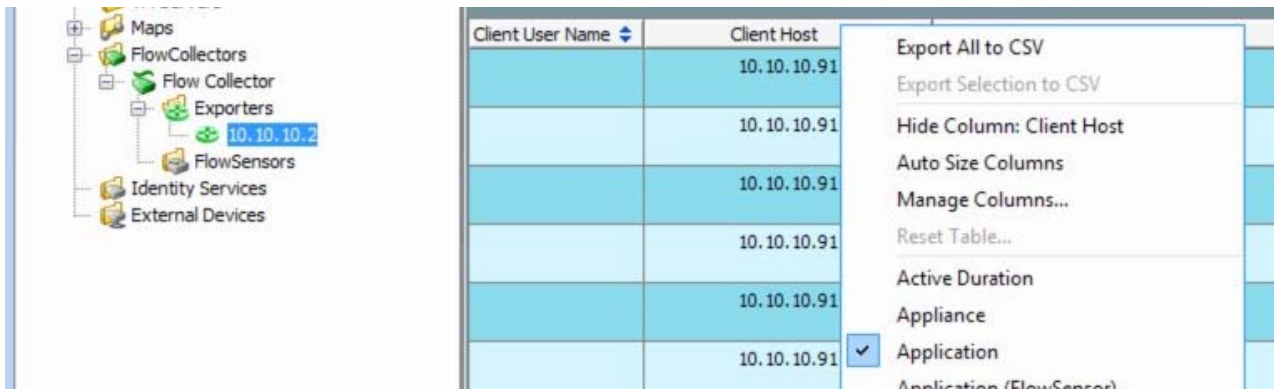 Maps
FlowCollectors
Flow Collector
Exporters
10.10.10.2
FlowSensors
Identity Services
External Devices
Client User Name
Client Host
10.10.10.91
10.10.10.91
10.10.10.91
10.10.10.91
10.10.10.91
10.10.10.91
Export All to CSV
Export Selection to CSV
Hide Column: Client Host
Auto Size Columns
Manage Columns...
Reset Table...
Active Duration
Appliance
Application
Application (FlowSensor)